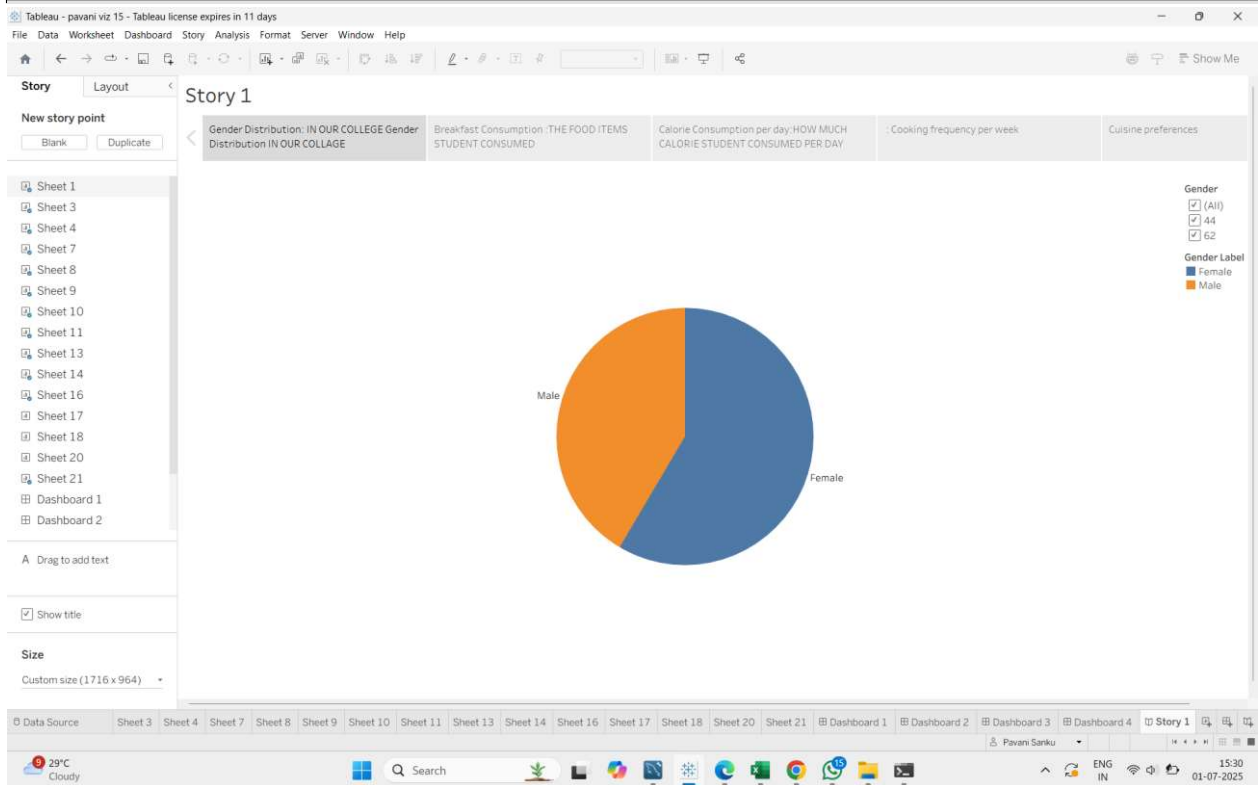 Tableau - pavani viz 15 - Tableau license expires in 11 days
File Data Worksheet Dashboard Story Analysis Format Server Window Help
Show Me
Story Layout
Story 1
New story point
Blank Duplicate
Gender Distribution: IN OUR COLLEGE Gender
Distribution IN OUR COLLAGE
Breakfast Consumption :THE FOOD ITEMS
STUDENT CONSUMED
Calorie Consumption per day:HOW MUCH
CALORIE STUDENT CONSUMED PER DAY
: Cooking frequency per week
Cuisine preferences
Sheet 1
Sheet 3
Sheet 4
Sheet 7
Sheet 8
Sheet 9
Sheet 10
Sheet 11
Sheet 13
Sheet 14
Sheet 16
Sheet 17
Sheet 18
Sheet 20
Sheet 21
Dashboard 1
Dashboard 2
A Drag to add text
Show title
Size
Custom size (1716 x 964)
Gender
(All)
44
62
Gender Label
Female
Male
Male
Female
Data Source Sheet 3 Sheet 4 Sheet 7 Sheet 8 Sheet 9 Sheet 10 Sheet 11 Sheet 13 Sheet 14 Sheet 16 Sheet 17 Sheet 18 Sheet 20 Sheet 21 Dashboard 1 Dashboard 2 Dashboard 3 Dashboard 4 Story 1
Pavani Sanku
9 29°C
Cloudy
Search
15
ENG
IN
15:30
01-07-2025